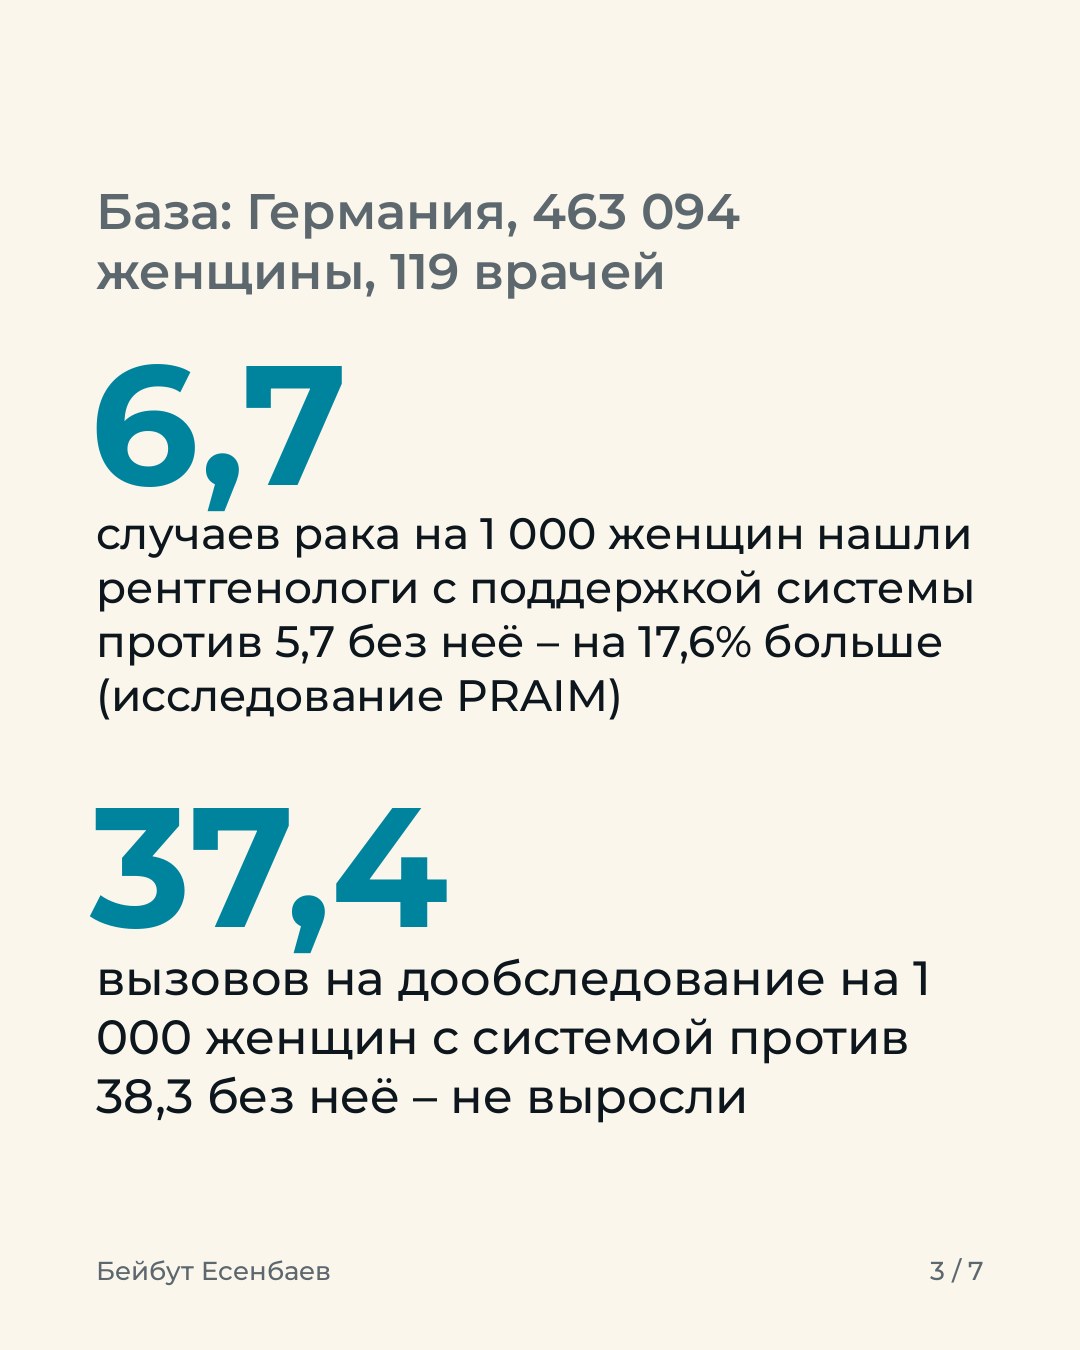 База: Германия, 463 094
женщины, 119 врачей
6,7
случаев рака на 1 000 женщин нашли
рентгенологи с поддержкой системы
против 5,7 без неё – на 17,6% больше
(исследование PRAIM)
37,4
вызовов на дообследование на 1
000 женщин с системой против
38,3 без неё – не выросли
Бейбут Есенбаев
3 / 7